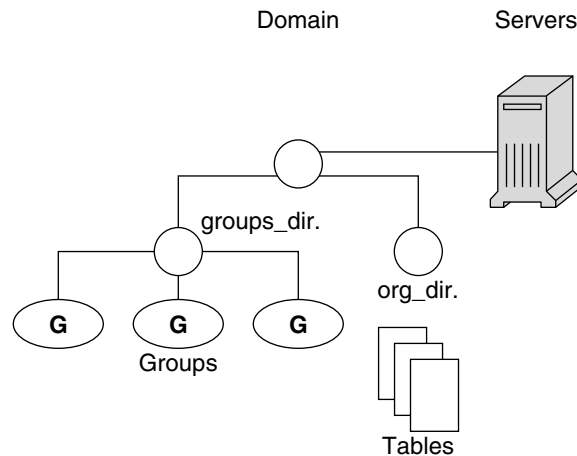 Domain
Servers
groups_dir.
org_dir.
G
G
G
Groups
Tables